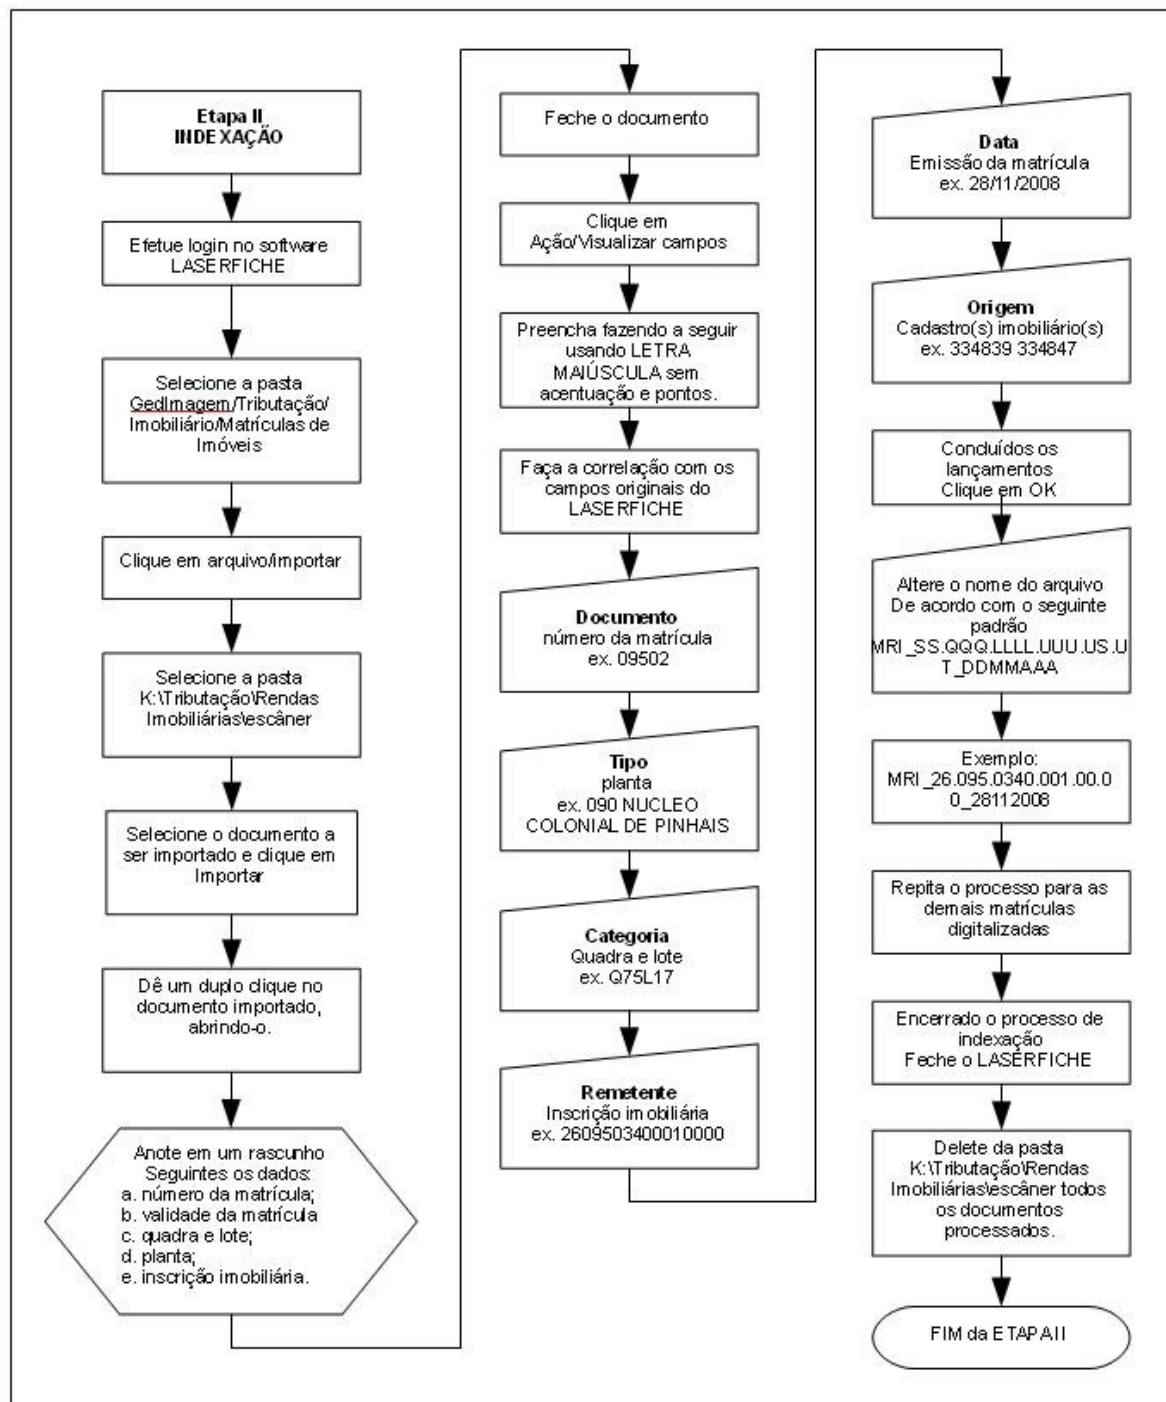 Etapa II
INDEXAÇÃO
Efetue login no software
LASERFICHE
Selecione a pasta
GedImagem/Tributação/
Imobiliário/Matrículas de
Imóveis
Clique em arquivo/importar
Selecione a pasta
K:\Tributação\Rendas
Imobiliárias\escâner
Selecione o documento a
ser importado e clique em
Importar
Dê um duplo clique no
documento importado,
abrindo-o.
Anote em um rascunho
Seguintes os dados:
a. número da matrícula;
b. validade da matrícula
c. quadra e lote;
d. planta;
e. inscrição imobiliária.
Feche o documento
Clique em
Ação/Visualizar campos
Preencha fazendo a seguir
usando LETRA
MAIÚSCULA sem
acentuação e pontos.
Faça a correlação com os
campos originais do
LASERFICHE
Documento
número da matrícula
ex. 09502
Tipo
planta
ex. 090 NUCLEO
COLONIAL DE PINHAIS
Categoria
Quadra e lote
ex. Q75L17
Remetente
Inscrição imobiliária
ex. 2609503400010000
Data
Emissão da matrícula
ex. 28/11/2008
Origem
Cadastro(s) imobiliário(s)
ex. 334839 334847
Concluídos os
lançamentos
Clique em OK
Altere o nome do arquivo
De acordo com o seguinte
padrão
MRI_SS.QQQ.LLLL.UUU.US.U
T_DDMMAAA
Exemplo:
MRI_26.095.0340.001.00.0
0_28112008
Repita o processo para as
demais matrículas
digitalizadas
Encerrado o processo de
indexação
Feche o LASERFICHE
Delete da pasta
K:\Tributação\Rendas
Imobiliárias\escâner todos
os documentos
processados.
FIM da ETAPA II